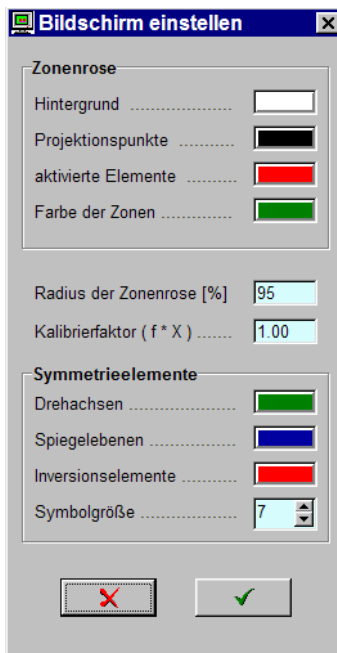 Bildschirm einstellen
Zonenrose
Hintergrund ....................
Projektionspunkte ................
aktivierte Elemente ..........
Farbe der Zonen ..............
Radius der Zonenrose [%] 95
Kalibrierfaktor ( f * X ) ....... 1.00
Symmetrieelemente
Drehachsen ......................
Spiegelebenen .................
Inversionselemente ............
Symbolgröße ................... 7